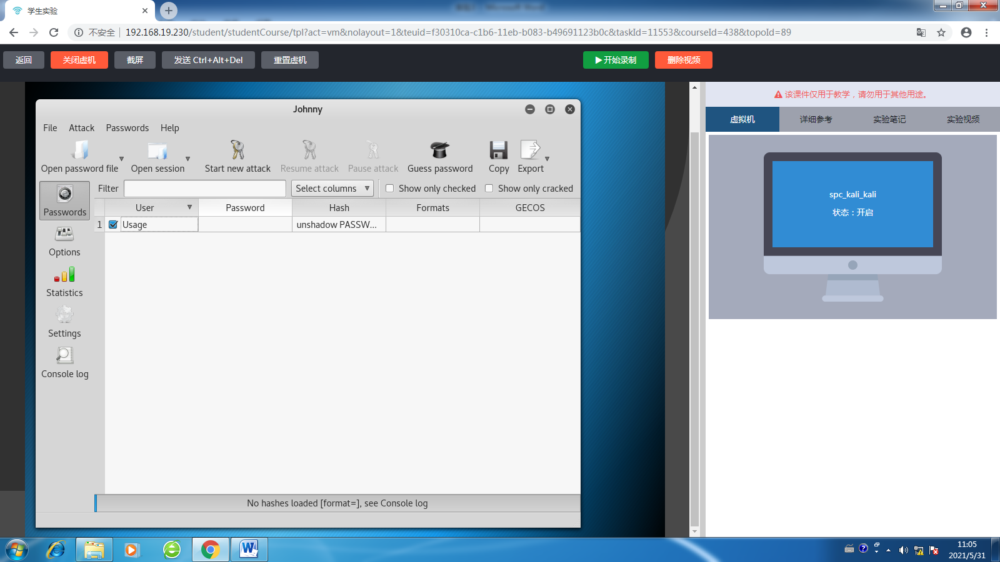 学生实验
不安全 192.168.19.230/student/studentCourse/tpl?act=vm&nolayout=1&teuid=f30310ca-c1b6-11eb-b083-b49691123b0c&taskId=11553&courseId=438&topoId=89
返回 关闭虚机 截屏 发送 Ctrl+Alt+Del 重置虚机 开始录制 删除视频
Johnny
File Attack Passwords Help
Open password file Open session Start new attack Resume attack Pause attack Guess password Copy Export
Filter Select columns Show only checked Show only cracked
User Password Hash Formats GECOS
1 Usage unshadow PASSW...
Passwords
Options
Statistics
Settings
Console log
No hashes loaded [format=], see Console log
该课件仅用于教学，请勿用于其他用途。
虚拟机 详细参考 实验笔记 实验视频
spc_kali_kali
状态：开启
11:05
2021/5/31